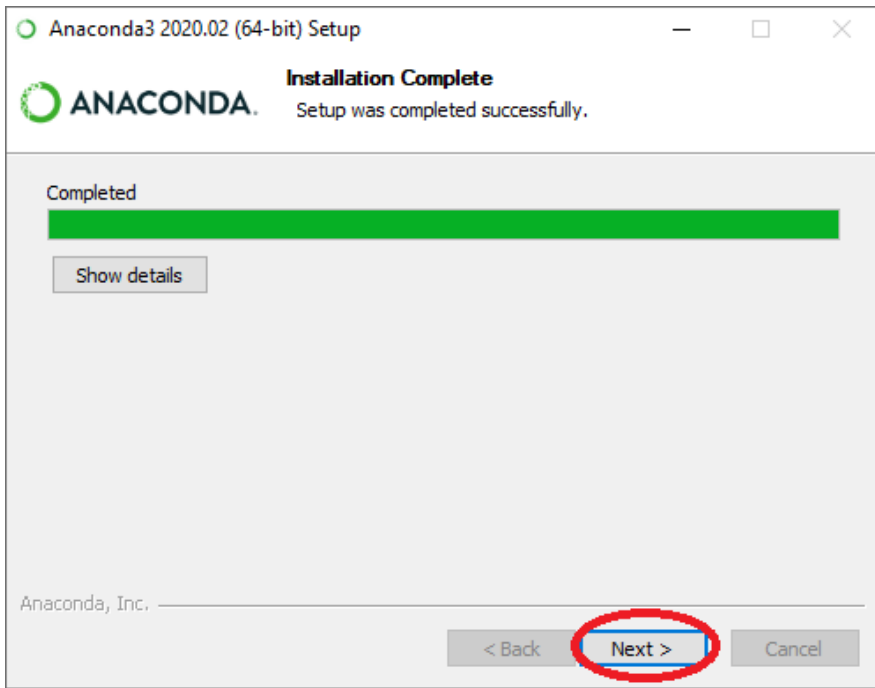 Anaconda3 2020.02 (64-bit) Setup
ANACONDA.
Installation Complete
Setup was completed successfully.
Completed
Show details
Anaconda, Inc.
< Back Next > Cancel